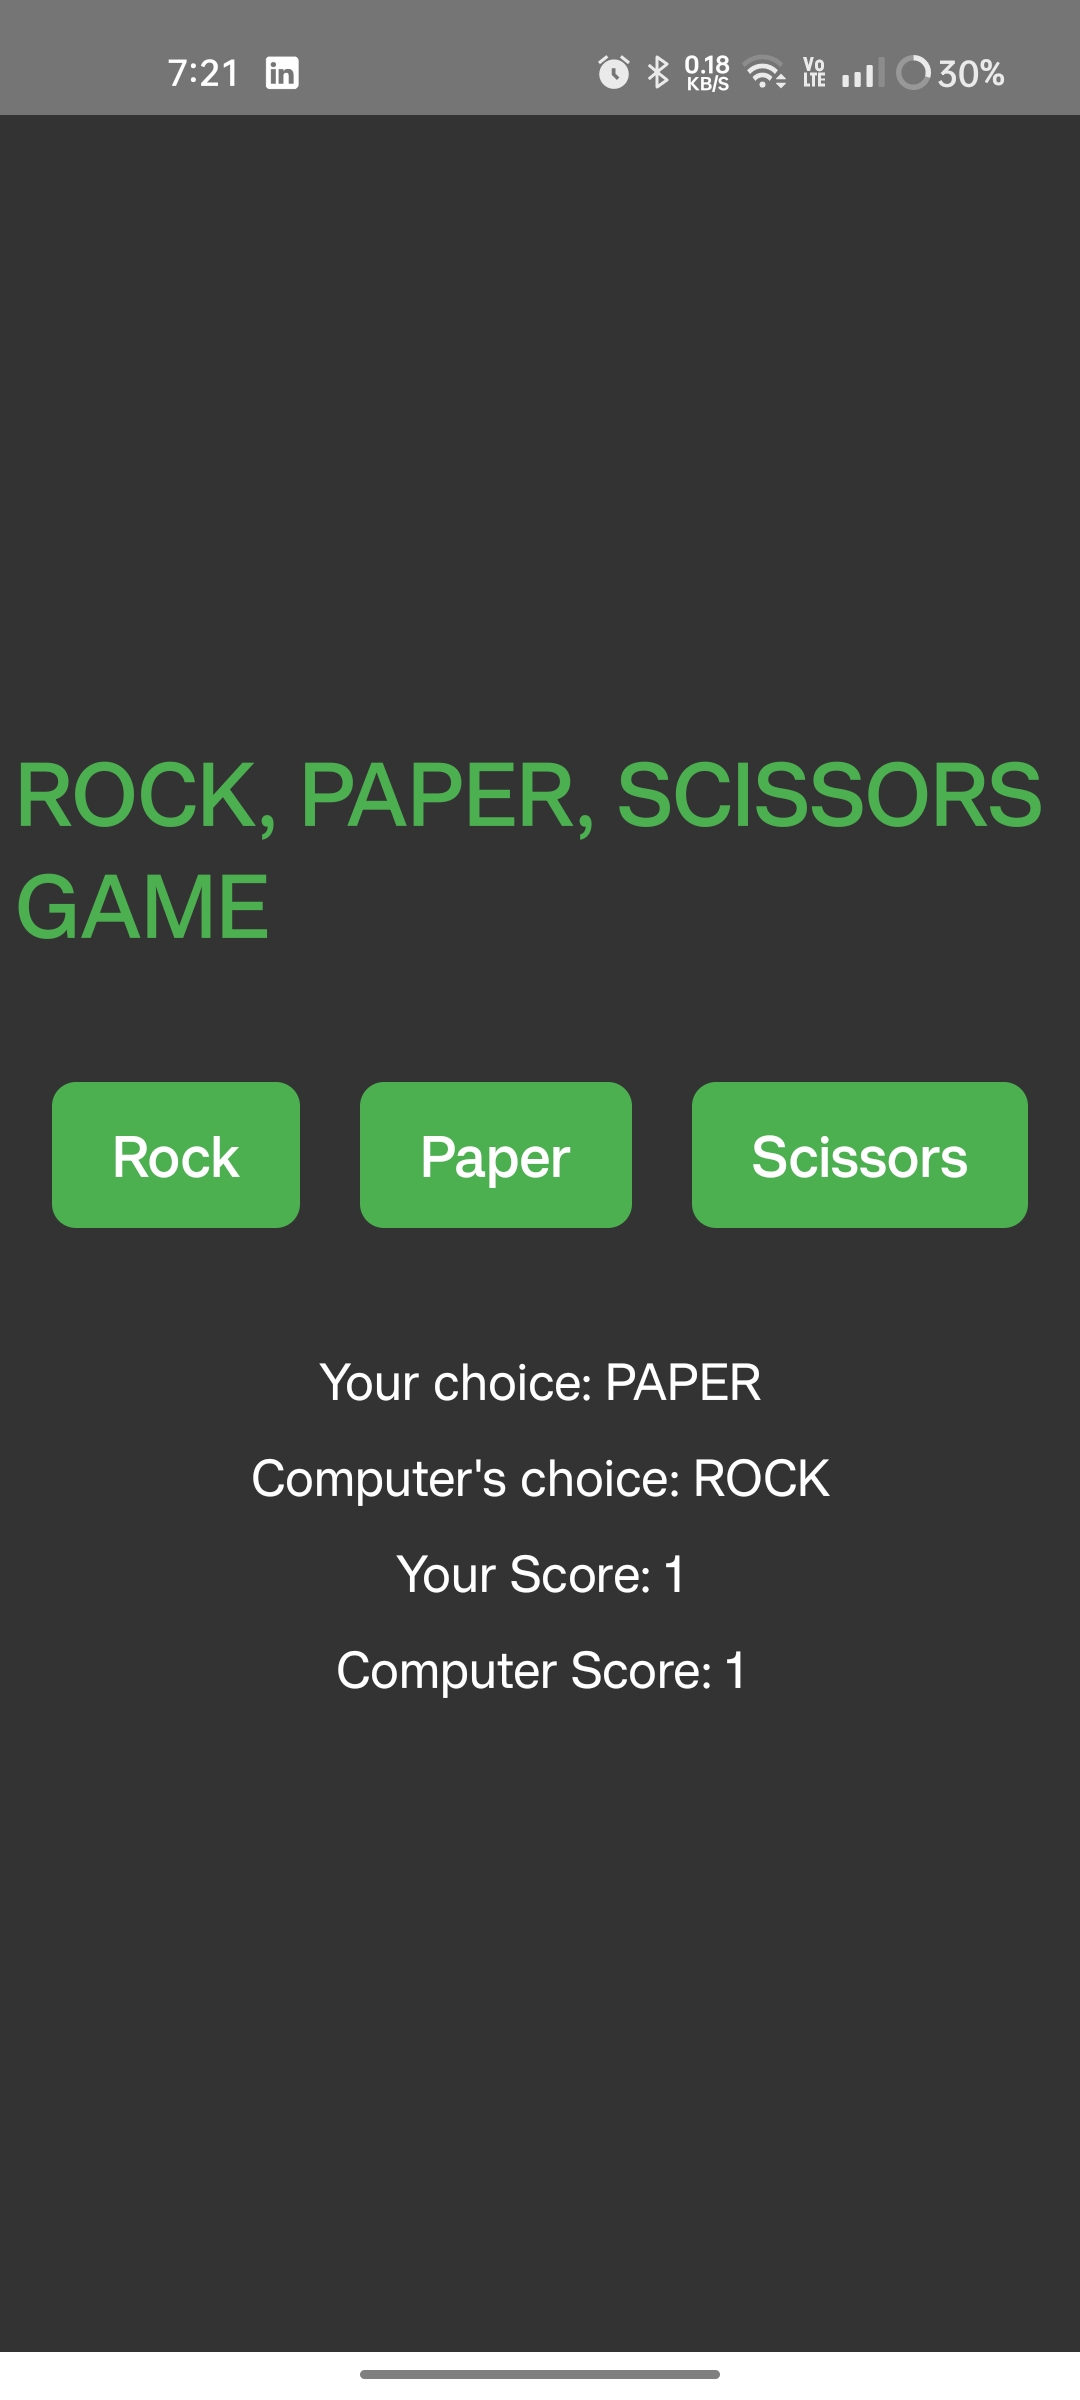 7:21 in 0.18 KB/S Vo LTE 30%
ROCK, PAPER, SCISSORS
GAME
Rock Paper Scissors
Your choice: PAPER
Computer's choice: ROCK
Your Score: 1
Computer Score: 1